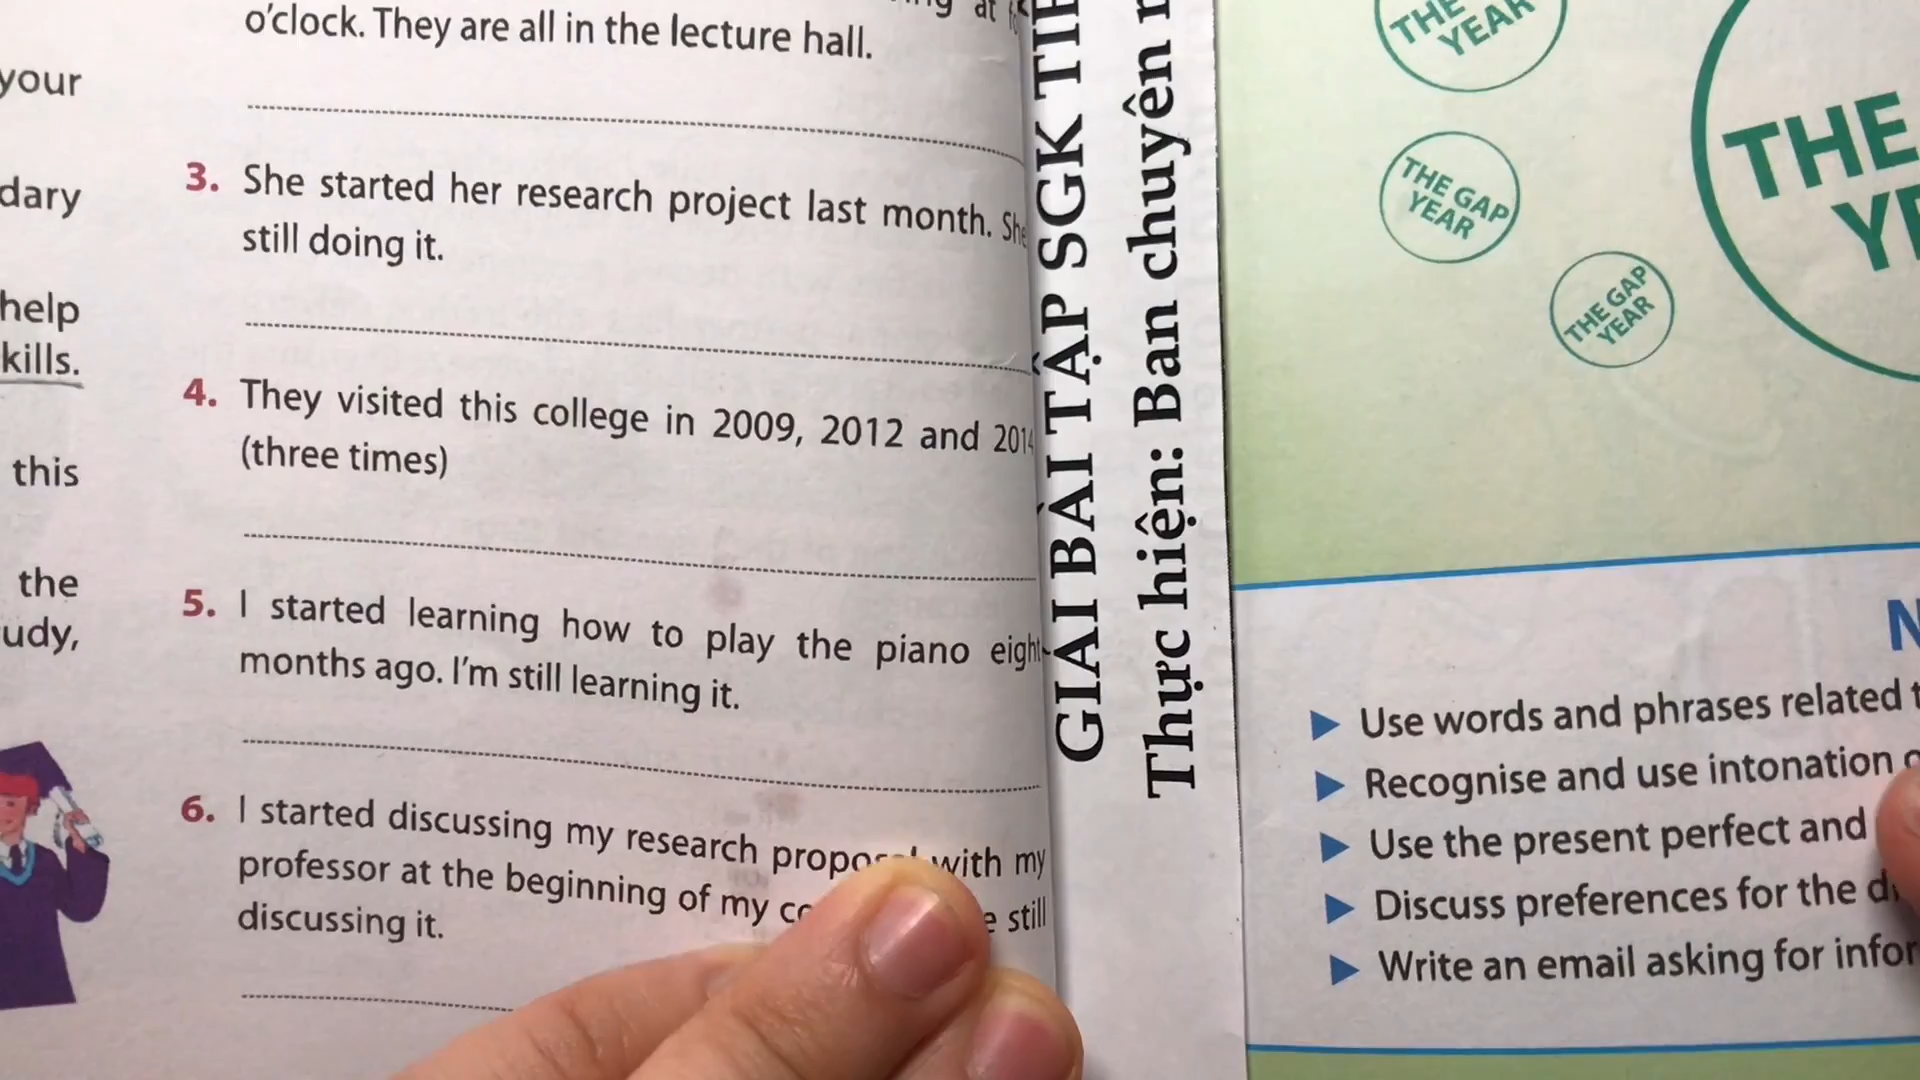 your
dary
help
kills.
this
the
udy,
at
o'clock. They are all in the lecture hall.
3. She started her research project last month. She
still doing it.
4. They visited this college in 2009, 2012 and 2014
(three times)
5. I started learning how to play the piano eight
months ago. I'm still learning it.
6. I started discussing my research proposal with my
professor at the beginning of my still
discussing it.
GIẢI BÀI TẬP SGK
Thực hiện: Ban chuyên
THE
YEAR
THE GAP
YEAR
THE GAP
YEAR
THE
Use words and phrases related
Recognise and use intonation
Use the present perfect and
Discuss preferences for the
Write an email asking for